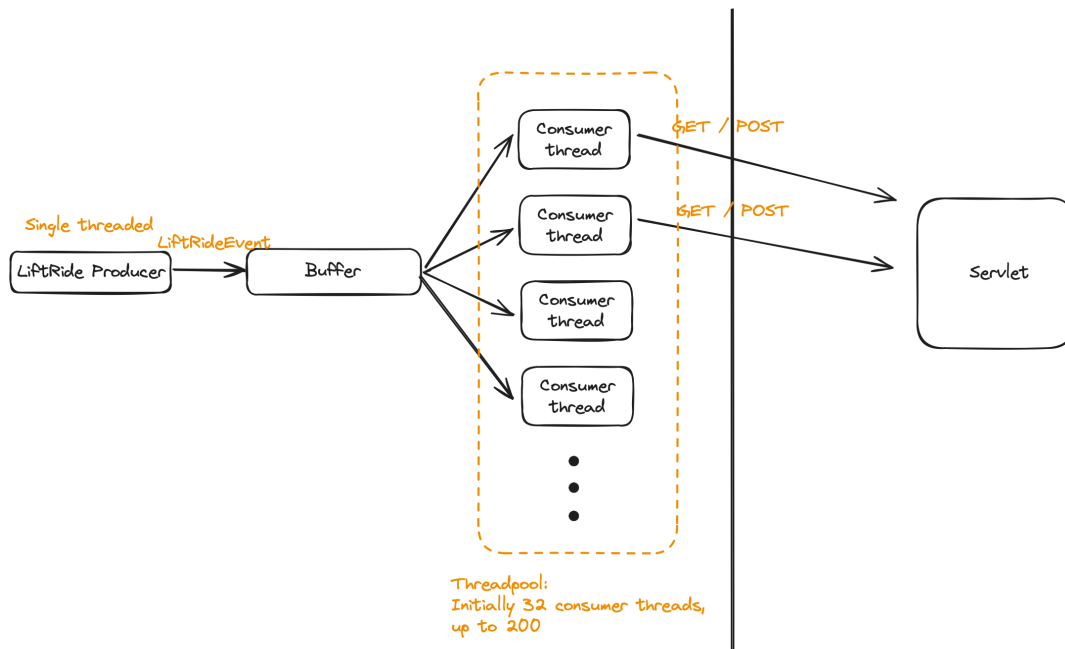 Single threaded
LiftRideEvent
LiftRide Producer
Buffer
Consumer
thread
Consumer
thread
Consumer
thread
Consumer
thread
GET / POST
GET / POST
Servlet
Threadpool:
Initially 32 consumer threads,
up to 200